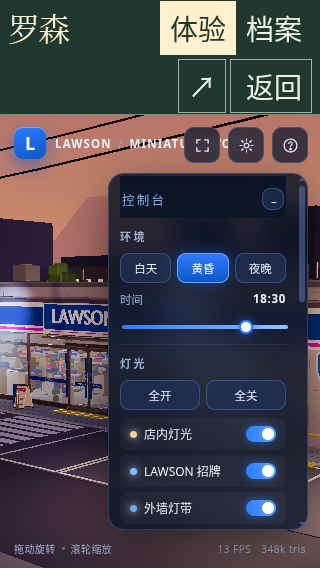 罗森
体验 档案
↗ 返回
L LAWSON / MINIATU
控制台
环境
白天 黄昏 夜晚
时间 18:30
LAWSON
灯光
全开 全关
店内灯光
LAWSON 招牌
外墙灯带
拖动旋转 • 滚轮缩放 13 FPS 348k tris